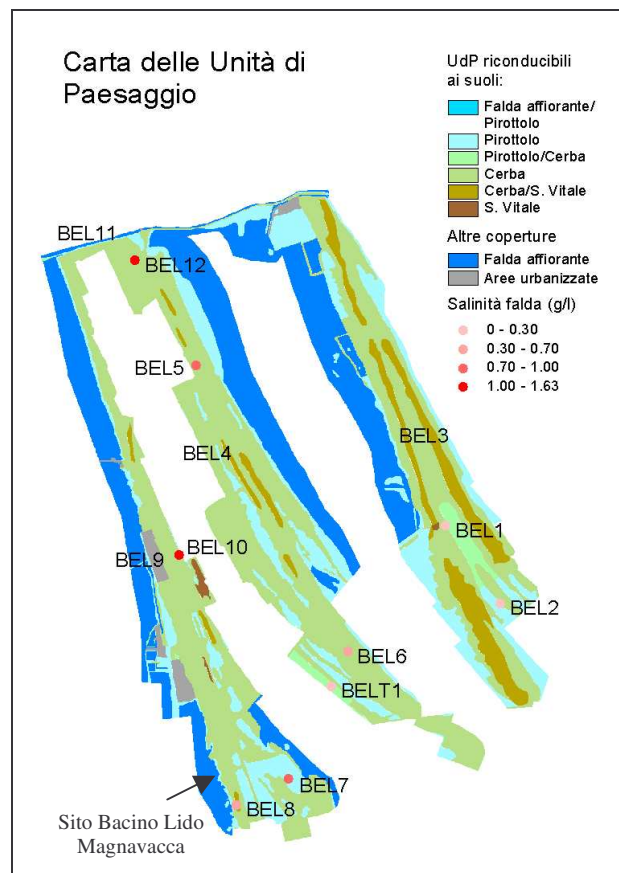 Carta delle Unità di
Paesaggio
UdP riconducibili
ai suoli:
Falda affiorante/
Pirottolo
Pirottolo
Pirottolo/Cerba
Cerba
Cerba/S. Vitale
S. Vitale
Altre coperture
Falda affiorante
Aree urbanizzate
Salinità falda (g/l)
0 - 0.30
0.30 - 0.70
0.70 - 1.00
1.00 - 1.63
BEL11
BEL12
BEL5
BEL4
BEL3
BEL1
BEL9
BEL10
BEL2
BEL6
BELT1
BEL7
BEL8
Sito Bacino Lido
Magnavacca